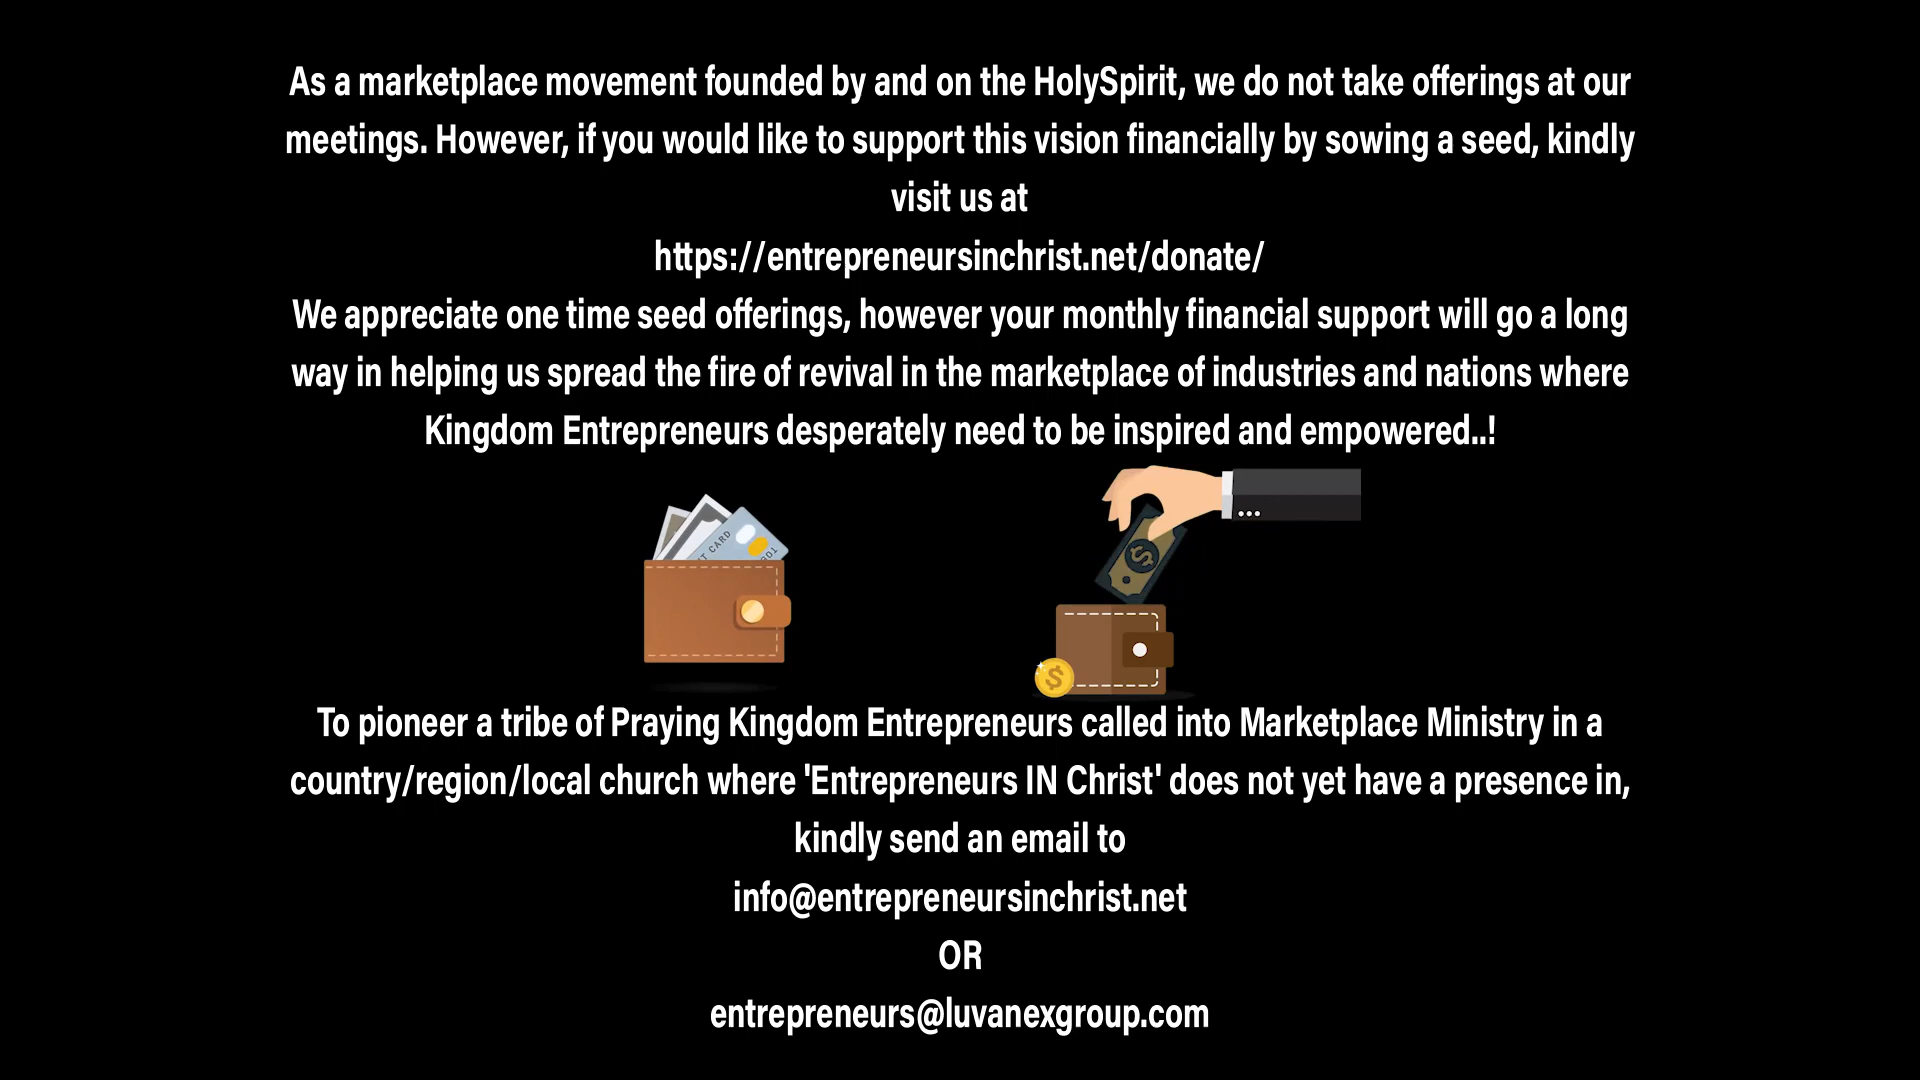 As a marketplace movement founded by and on the HolySpirit, we do not take offerings at our
meetings. However, if you would like to support this vision financially by sowing a seed, kindly
visit us at
https://entrepreneursinchrist.net/donate/
We appreciate one time seed offerings, however your monthly financial support will go a long
way in helping us spread the fire of revival in the marketplace of industries and nations where
Kingdom Entrepreneurs desperately need to be inspired and empowered..!
CARD
To pioneer a tribe of Praying Kingdom Entrepreneurs called into Marketplace Ministry in a
country/region/local church where 'Entrepreneurs IN Christ' does not yet have a presence in,
kindly send an email to
info@entrepreneursinchrist.net
OR
entrepreneurs@luvanexgroup.com